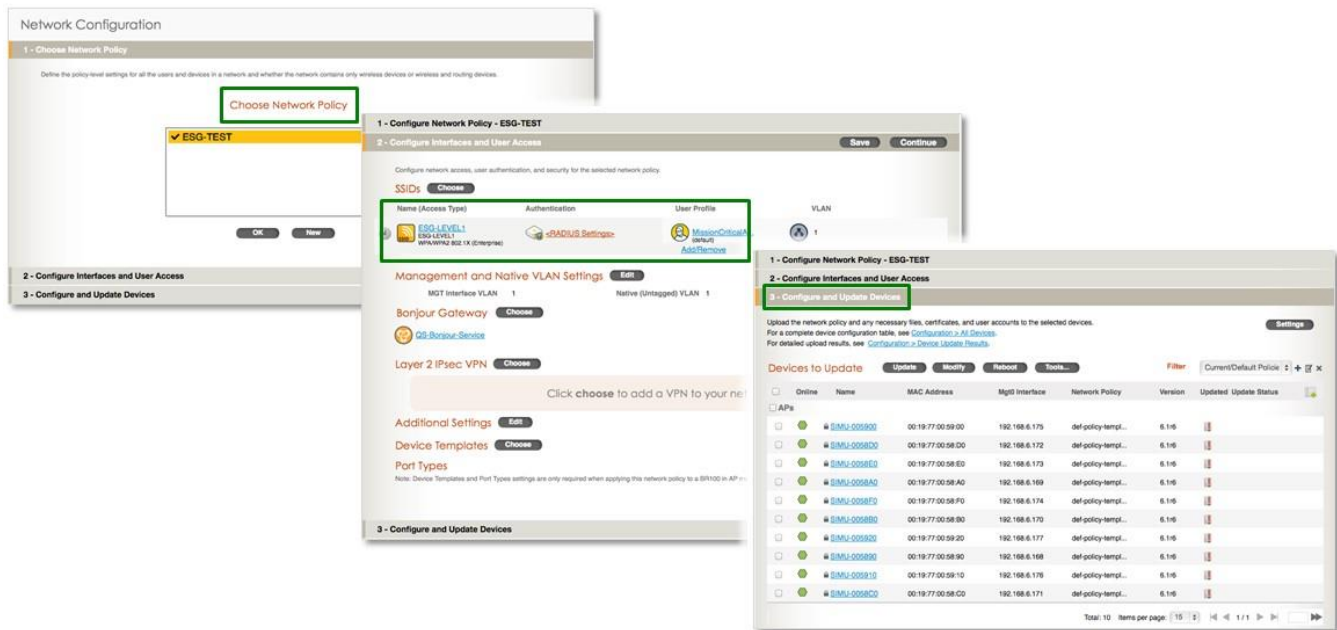 Network Configuration
1 - Choose Network Policy
Define the policy-level settings for all the users and devices in a network and whether the network contains only wireless devices or wireless and routing devices.
Choose Network Policy
✔ ESG-TEST
OK New
2 - Configure Interfaces and User Access
3 - Configure and Update Devices
1 - Configure Network Policy - ESG-TEST
2 - Configure Interfaces and User Access Save Continue
Configure network access, user authentication, and security for the selected network policy.
SSIDs Choose
Name (Access Type) Authentication User Profile VLAN
ESG-LEVEL1 <RADIUS Settings> MissionCriticalA... 1
ESG-LEVEL1 (default)
WPA/WPA2 802.1X (Enterprise) Add/Remove
Management and Native VLAN Settings Edit
MGT Interface VLAN 1 Native (Untagged) VLAN 1
Bonjour Gateway Choose
QS-Bonjour-Service
Layer 2 IPsec VPN Choose
Click choose to add a VPN to your
Additional Settings Edit
Device Templates Choose
Port Types
Note: Device Templates and Port Types settings are only required when applying this network policy to a BR100 in AP
3 - Configure and Update Devices
1 - Configure Network Policy - ESG-TEST
2 - Configure Interfaces and User Access
3 - Configure and Update Devices
Upload the network policy and any necessary files, certificates, and user accounts to the selected devices. Settings
For a complete device configuration table, see Configuration > All Devices.
For detailed upload results, see Configuration > Device Update Results.
Devices to Update Update Modify Reboot Tools... Filter Current/Default Policie
Online Name MAC Address Mgt0 Interface Network Policy Version Updated Update Status
APs
SIMU-005900 00:19:77:00:59:00 192.168.6.175 def-policy-templ... 6.1r6
SIMU-0058D0 00:19:77:00:58:D0 192.168.6.172 def-policy-templ... 6.1r6
SIMU-0058E0 00:19:77:00:58:E0 192.168.6.173 def-policy-templ... 6.1r6
SIMU-0058A0 00:19:77:00:58:A0 192.168.6.169 def-policy-templ... 6.1r6
SIMU-0058F0 00:19:77:00:58:F0 192.168.6.174 def-policy-templ... 6.1r6
SIMU-0058B0 00:19:77:00:58:B0 192.168.6.170 def-policy-templ... 6.1r6
SIMU-005920 00:19:77:00:59:20 192.168.6.177 def-policy-templ... 6.1r6
SIMU-005890 00:19:77:00:58:90 192.168.6.168 def-policy-templ... 6.1r6
SIMU-005910 00:19:77:00:59:10 192.168.6.176 def-policy-templ... 6.1r6
SIMU-0058C0 00:19:77:00:58:C0 192.168.6.171 def-policy-templ... 6.1r6
Total: 10 Items per page: 15 1/1